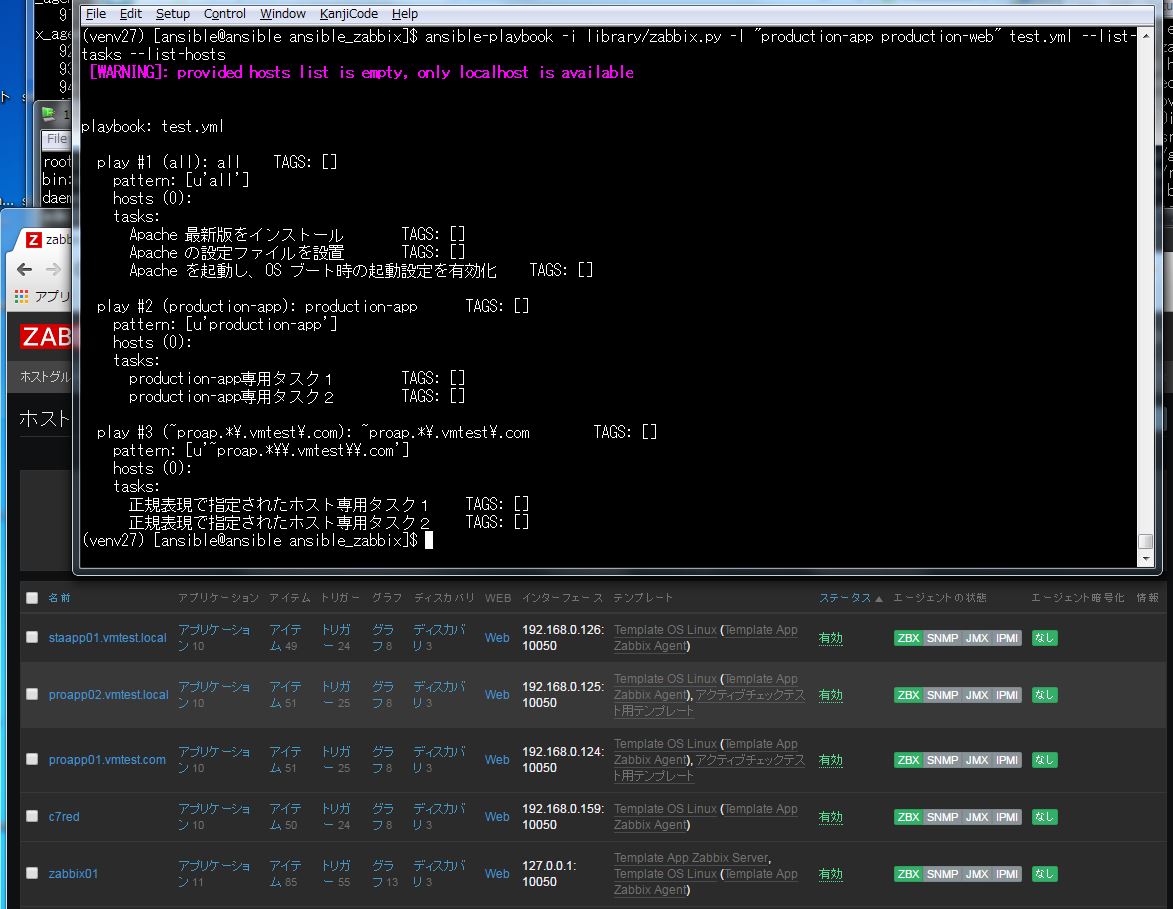 File Edit Setup Control Window KanjiCode Help
(venv27) [ansible@ansible ansible_zabbix]$ ansible-playbook -i library/zabbix.py -l "production-app production-web" test.yml --list-
tasks --list-hosts
[WARNING]: provided hosts list is empty, only localhost is available
playbook: test.yml
play #1 (all): all TAGS: []
pattern: [u'all']
hosts (0):
tasks:
Apache 最新版をインストール TAGS: []
Apache の設定ファイルを設置 TAGS: []
Apache を起動し、OS ブート時の起動設定を有効化 TAGS: []
play #2 (production-app): production-app TAGS: []
pattern: [u'production-app']
hosts (0):
tasks:
production-app専用タスク１ TAGS: []
production-app専用タスク２ TAGS: []
play #3 (~proap.*¥.vmtest¥.com): ~proap.*¥.vmtest¥.com TAGS: []
pattern: [u'~proap.*¥¥.vmtest¥¥.com']
hosts (0):
tasks:
正規表現で指定されたホスト専用タスク１ TAGS: []
正規表現で指定されたホスト専用タスク２ TAGS: []
(venv27) [ansible@ansible ansible_zabbix]$
File
root
bin:
daem
Z zabb
アプリ
ZAB
ホストグル
ホスト
名前 アプリケーション アイテム トリガー グラフ ディスカバリ WEB インターフェース テンプレート ステータス エージェントの状態 エージェント暗号化 情報
staapp01.vmtest.local アプリケーショ アイテ トリガ グラ ディスカバ Web 192.168.0.126: Template OS Linux (Template App 有効 ZBX SNMP JMX IPMI なし
ン 10 ム 49 ー 24 フ 8 リ 3 10050 Zabbix Agent)
proapp02.vmtest.local アプリケーショ アイテ トリガ グラ ディスカバ Web 192.168.0.125: Template OS Linux (Template App 有効 ZBX SNMP JMX IPMI なし
ン 10 ム 51 ー 25 フ 8 リ 3 10050 Zabbix Agent), アクティブチェックテス
ト用テンプレート
proapp01.vmtest.com アプリケーショ アイテ トリガ グラ ディスカバ Web 192.168.0.124: Template OS Linux (Template App 有効 ZBX SNMP JMX IPMI なし
ン 10 ム 51 ー 25 フ 8 リ 3 10050 Zabbix Agent), アクティブチェックテス
ト用テンプレート
c7red アプリケーショ アイテ トリガ グラ ディスカバ Web 192.168.0.159: Template OS Linux (Template App 有効 ZBX SNMP JMX IPMI なし
ン 10 ム 50 ー 24 フ 8 リ 3 10050 Zabbix Agent)
zabbix01 アプリケーショ アイテ トリガ グラ ディスカバ Web 127.0.0.1: Template App Zabbix Server, 有効 ZBX SNMP JMX IPMI なし
ン 11 ム 85 ー 55 フ 13 リ 3 10050 Template OS Linux (Template App
Zabbix Agent)